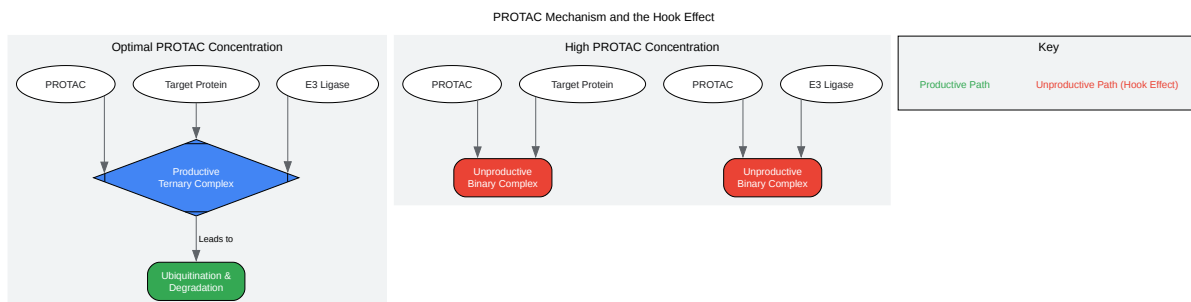 PROTAC Mechanism and the Hook Effect
Optimal PROTAC Concentration
PROTAC
Target Protein
E3 Ligase
Productive
Ternary Complex
Leads to
Ubiquitination &
Degradation
High PROTAC Concentration
PROTAC
Target Protein
PROTAC
E3 Ligase
Unproductive
Binary Complex
Unproductive
Binary Complex
Key
Productive Path
Unproductive Path (Hook Effect)